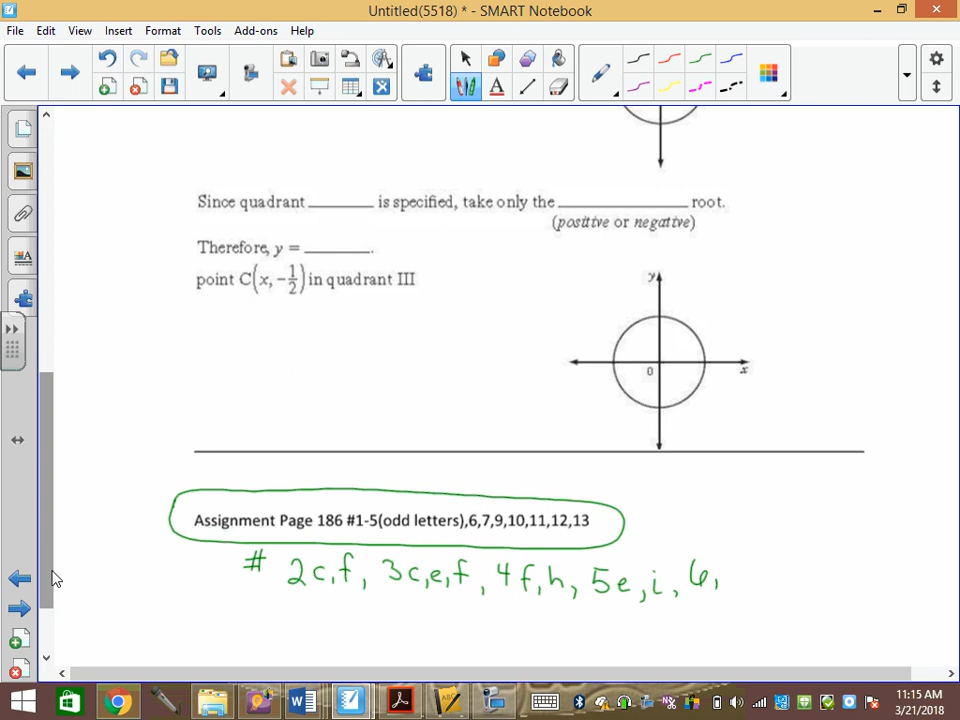 Untitled(5518) * - SMART Notebook
File Edit View Insert Format Tools Add-ons Help
Since quadrant ______ is specified, take only the ____________ root.
(positive or negative)
Therefore, y = ______.
point C(x, -1/2) in quadrant III
y
0
x
Assignment Page 186 #1-5(odd letters),6,7,9,10,11,12,13
# 2c,f, 3c,e,f, 4f,h, 5e,i, 6,
11:15 AM
3/21/2018